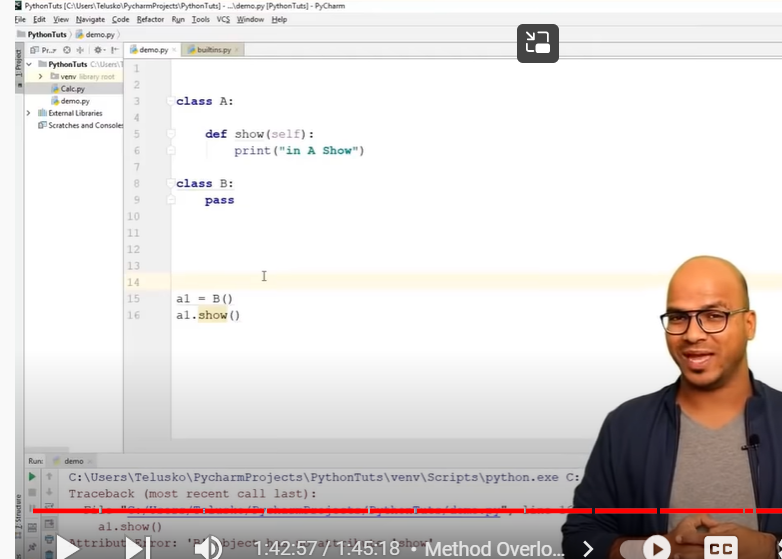 PythonTuts [C:\Users\Telusko\PycharmProjects\PythonTuts] - ...\demo.py [PythonTuts] - PyCharm
File Edit View Navigate Code Refactor Run Tools VCS Window Help
PythonTuts demo.py
1: Project
Pr... demo.py builtins.py
PythonTuts C:\Users\T
venv library root
Calc.py
demo.py
External Libraries
Scratches and Consoles
1
2
3 class A:
4
5 def show(self):
6 print("in A Show")
7
8 class B:
9 pass
10
11
12
13
14
15 a1 = B()
16 a1.show()
Run: demo
C:\Users\Telusko\PycharmProjects\PythonTuts\venv\Scripts\python.exe C:
Traceback (most recent call last):
a1.show()
1:42:57 / 1:45:18 • Method Overlo...
CC